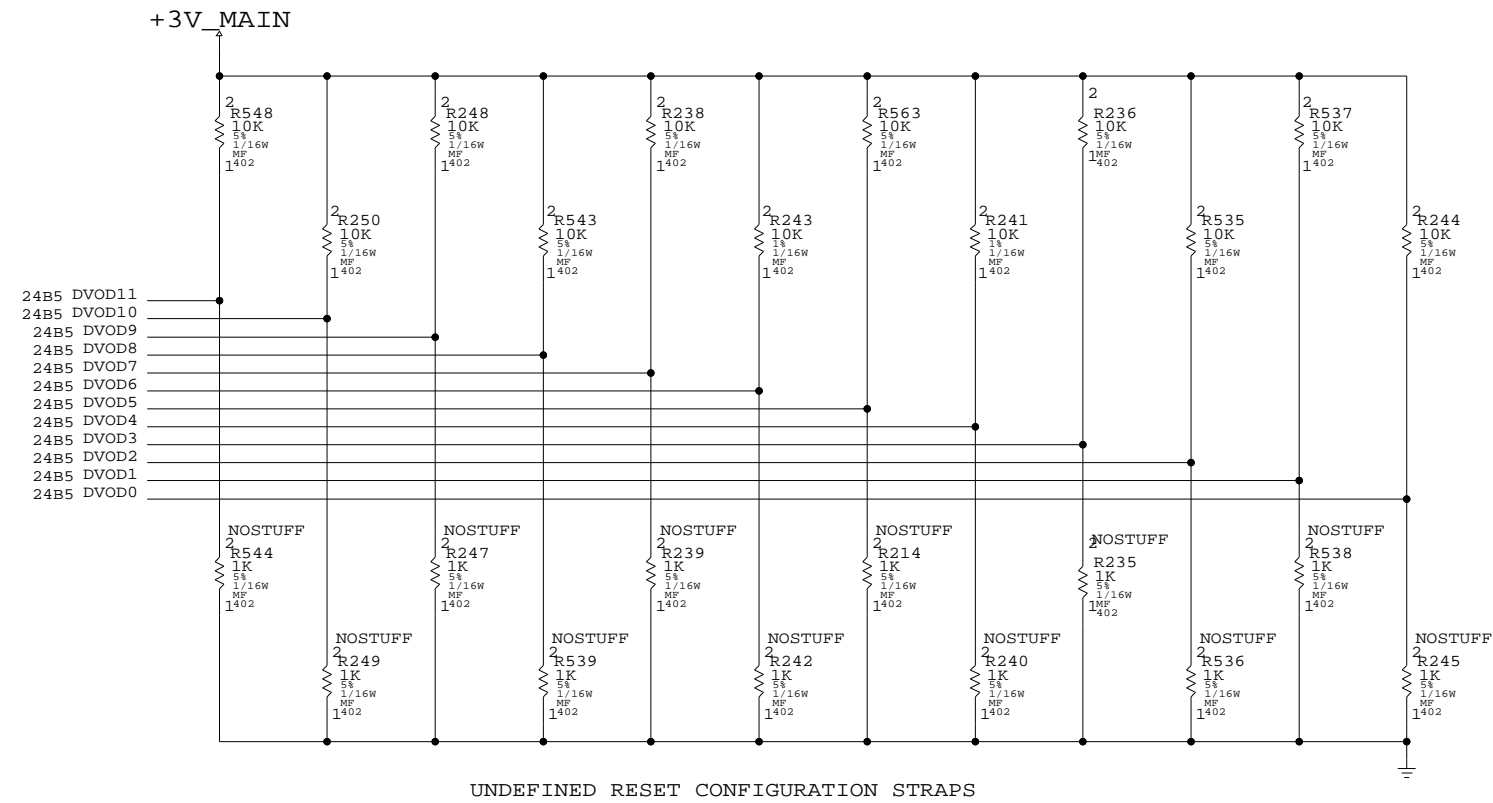 +3V_MAIN
2
R548
10K
5%
1/16W
MF
1 402
2
R248
10K
5%
1/16W
MF
1 402
2
R238
10K
5%
1/16W
MF
1 402
2
R563
10K
5%
1/16W
MF
1 402
2
R236
10K
5%
1/16W
1 MF
402
2
R537
10K
5%
1/16W
MF
1 402
2
R250
10K
5%
1/16W
MF
1 402
2
R543
10K
5%
1/16W
MF
1 402
2
R243
10K
1%
1/16W
MF
1 402
2
R241
10K
1%
1/16W
MF
1 402
2
R535
10K
5%
1/16W
MF
1 402
2
R244
10K
5%
1/16W
MF
1 402
24B5 DVOD11
24B5 DVOD10
24B5 DVOD9
24B5 DVOD8
24B5 DVOD7
24B5 DVOD6
24B5 DVOD5
24B5 DVOD4
24B5 DVOD3
24B5 DVOD2
24B5 DVOD1
24B5 DVOD0
NOSTUFF
2
R544
1K
5%
1/16W
MF
1 402
NOSTUFF
2
R247
1K
5%
1/16W
MF
1 402
NOSTUFF
2
R239
1K
5%
1/16W
MF
1 402
NOSTUFF
2
R214
1K
5%
1/16W
MF
1 402
NOSTUFF
2
R235
1K
5%
1/16W
1 MF
402
NOSTUFF
2
R538
1K
5%
1/16W
MF
1 402
NOSTUFF
2
R249
1K
5%
1/16W
MF
1 402
NOSTUFF
2
R539
1K
5%
1/16W
MF
1 402
NOSTUFF
2
R242
1K
5%
1/16W
MF
1 402
NOSTUFF
2
R240
1K
5%
1/16W
MF
1 402
NOSTUFF
2
R536
1K
5%
1/16W
MF
1 402
NOSTUFF
2
R245
1K
5%
1/16W
MF
1 402
UNDEFINED RESET CONFIGURATION STRAPS